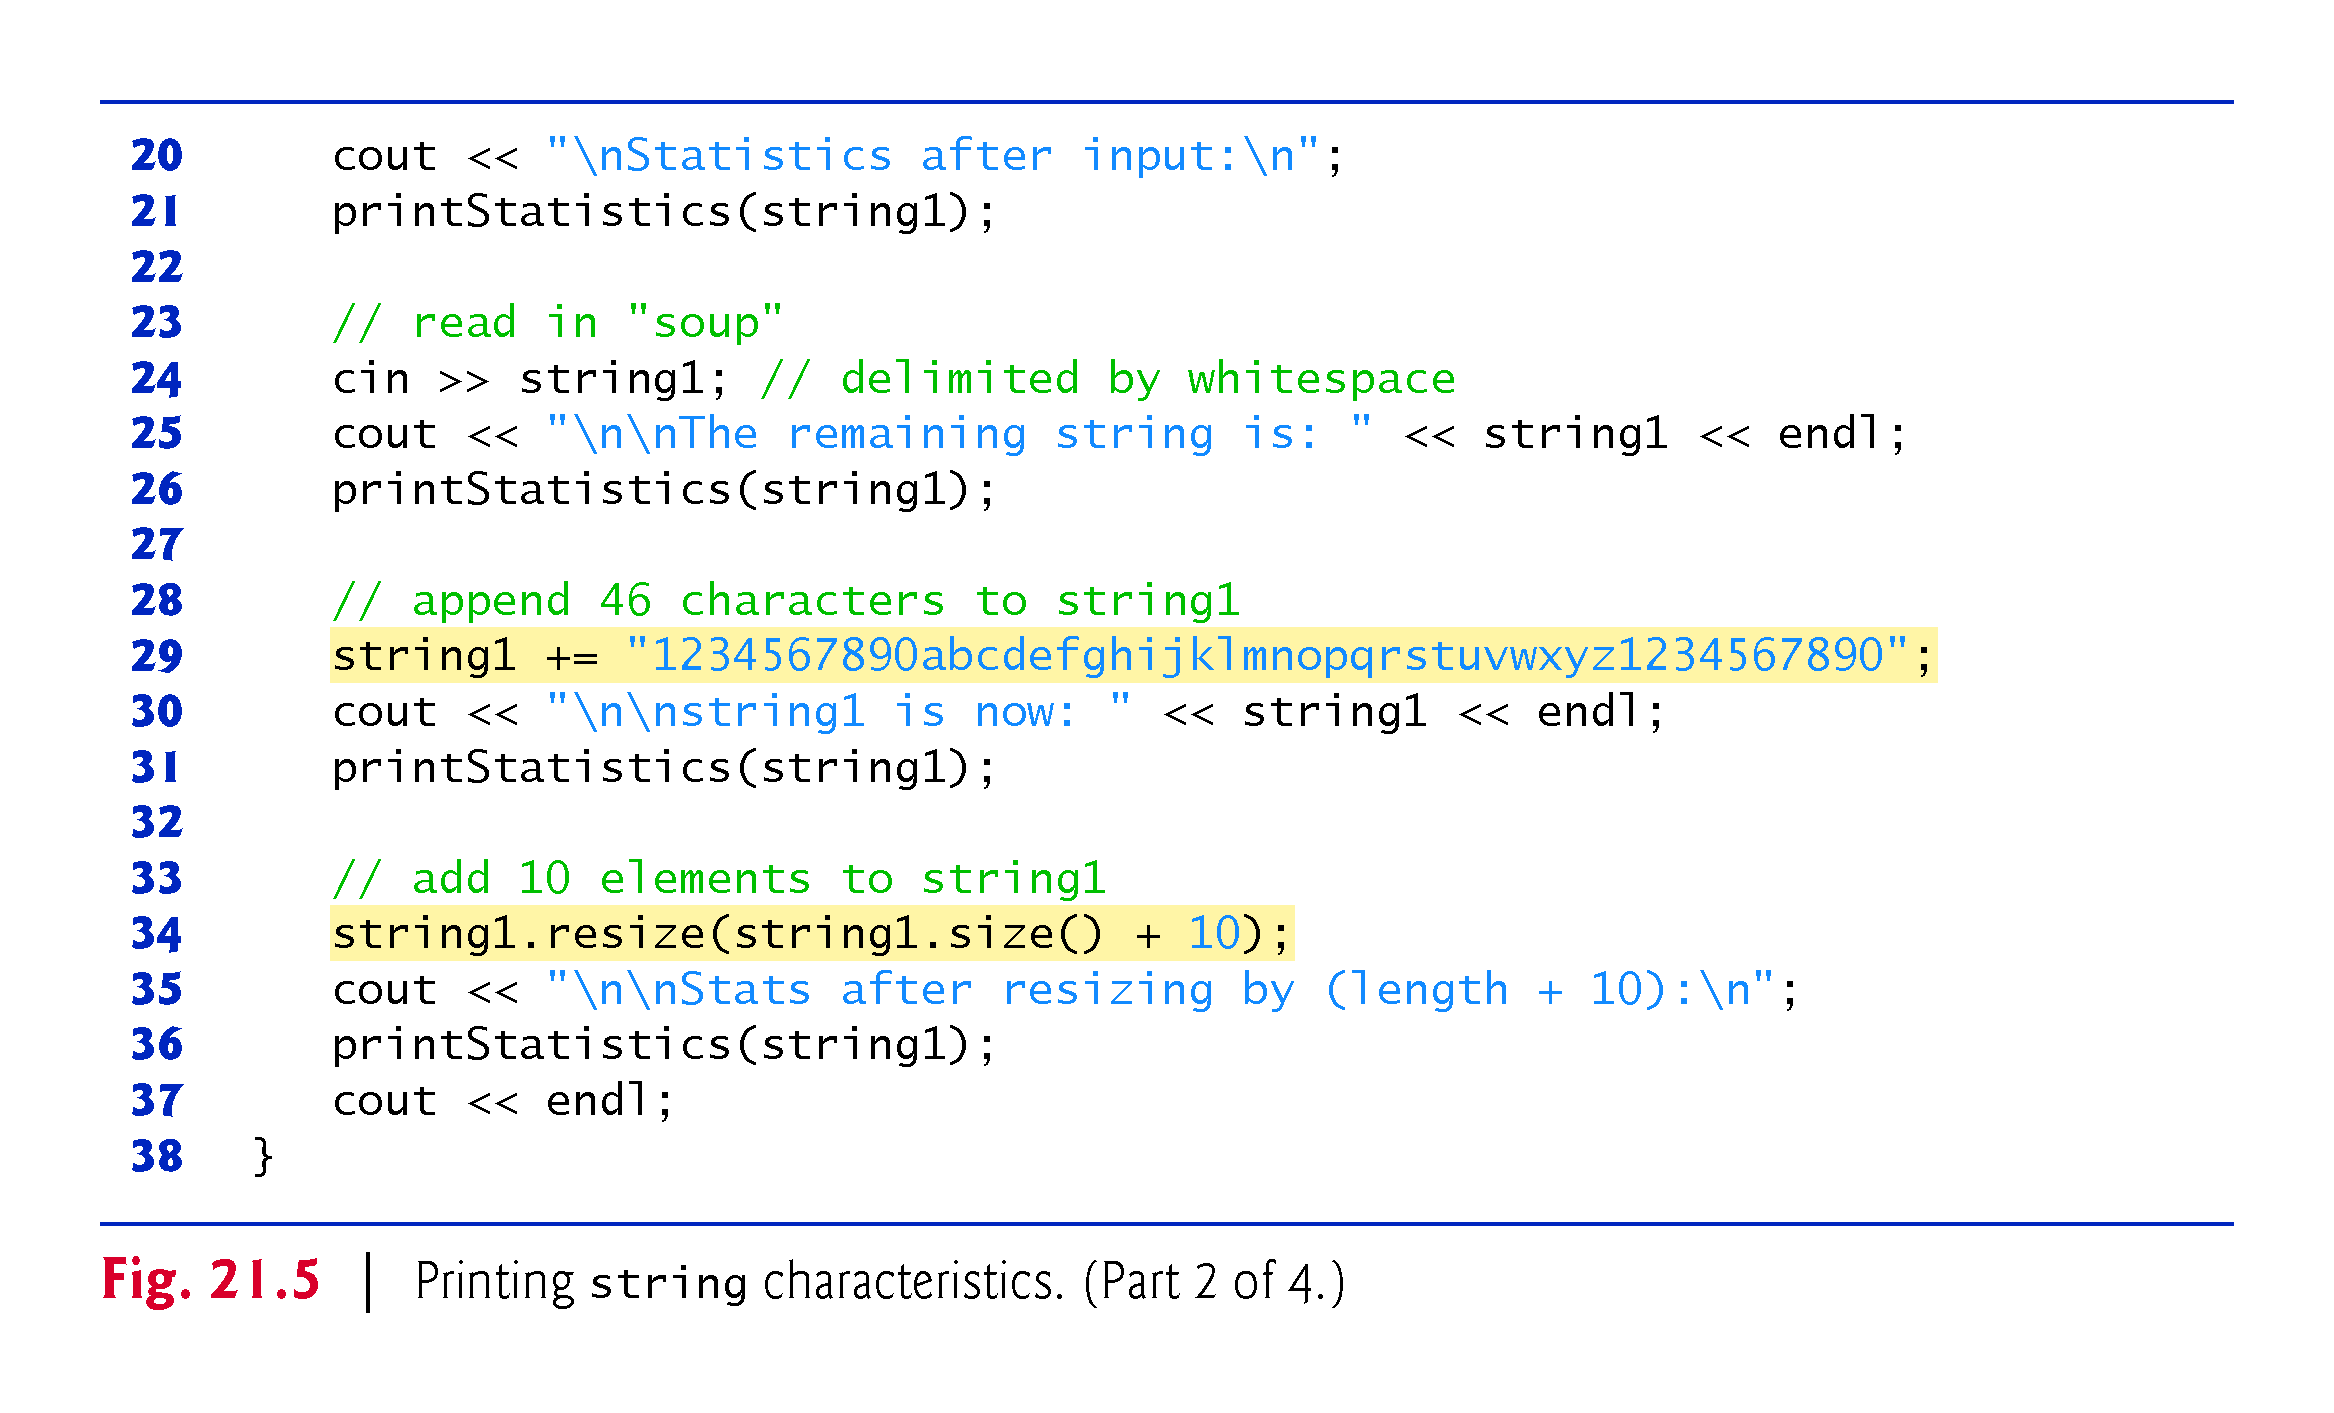 20 cout << "\nStatistics after input:\n";
21 printStatistics(string1);
22
23 // read in "soup"
24 cin >> string1; // delimited by whitespace
25 cout << "\n\nThe remaining string is: " << string1 << endl;
26 printStatistics(string1);
27
28 // append 46 characters to string1
29 string1 += "1234567890abcdefghijklmnopqrstuvwxyz1234567890";
30 cout << "\n\nstring1 is now: " << string1 << endl;
31 printStatistics(string1);
32
33 // add 10 elements to string1
34 string1.resize(string1.size() + 10);
35 cout << "\n\nStats after resizing by (length + 10):\n";
36 printStatistics(string1);
37 cout << endl;
38 }
Fig. 21.5 | Printing string characteristics. (Part 2 of 4.)